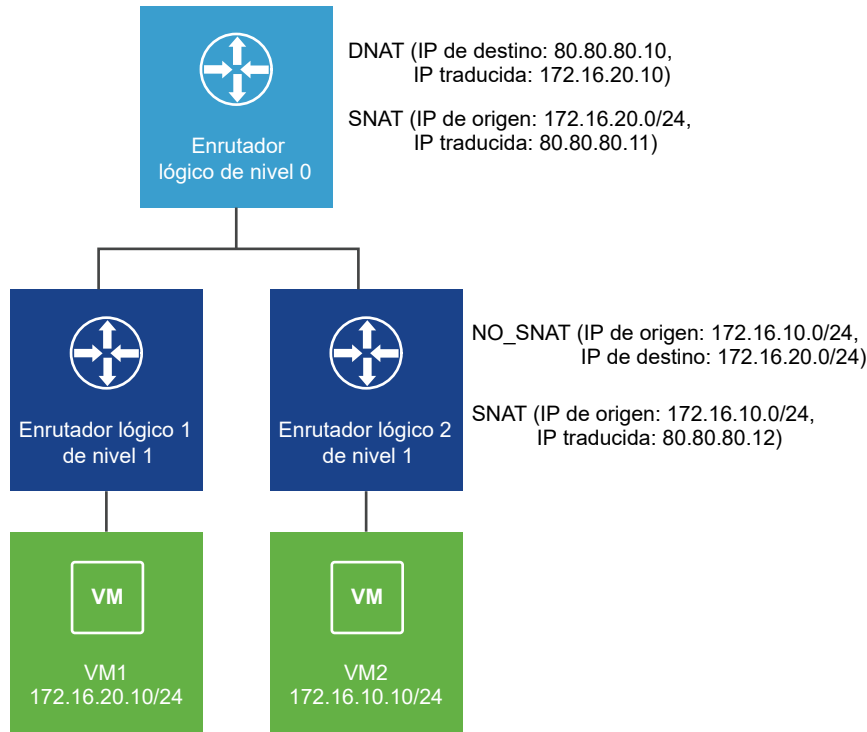 DNAT (IP de destino: 80.80.80.10,
IP traducida: 172.16.20.10)
SNAT (IP de origen: 172.16.20.0/24,
IP traducida: 80.80.80.11)
Enrutador
lógico de nivel 0
NO_SNAT (IP de origen: 172.16.10.0/24,
IP de destino: 172.16.20.0/24)
SNAT (IP de origen: 172.16.10.0/24,
IP traducida: 80.80.80.12)
Enrutador lógico 1
de nivel 1
Enrutador lógico 2
de nivel 1
VM
VM1
172.16.20.10/24
VM
VM2
172.16.10.10/24